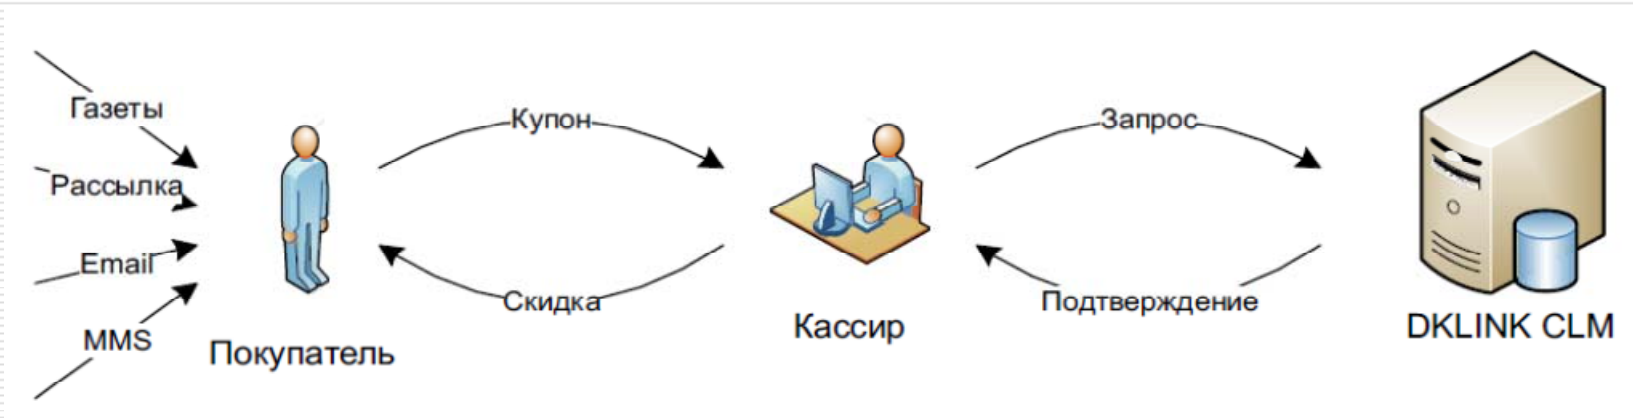 Газеты
Рассылка
Email
MMS
Покупатель
Купон
Скидка
Кассир
Запрос
Подтверждение
DKLINK CLM